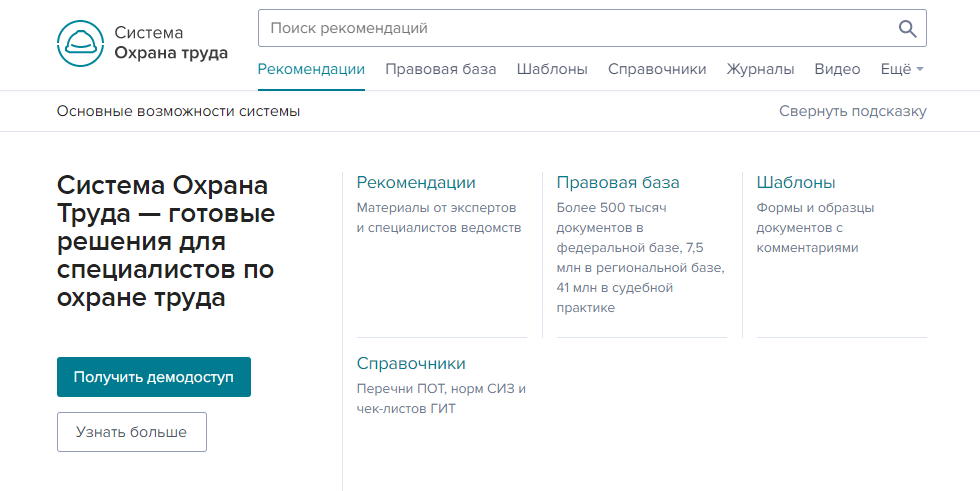 Система
Охрана труда
Поиск рекомендаций
Рекомендации Правовая база Шаблоны Справочники Журналы Видео Ещё
Основные возможности системы
Свернуть подсказку
Система Охрана
Труда — готовые
решения для
специалистов по
охране труда
Получить демодоступ
Узнать больше
Рекомендации
Материалы от экспертов
и специалистов ведомств
Правовая база
Более 500 тысяч
документов в
федеральной базе, 7,5
млн в региональной базе,
41 млн в судебной
практике
Шаблоны
Формы и образцы
документов с
комментариями
Справочники
Перечни ПОТ, норм СИЗ и
чек-листов ГИТ